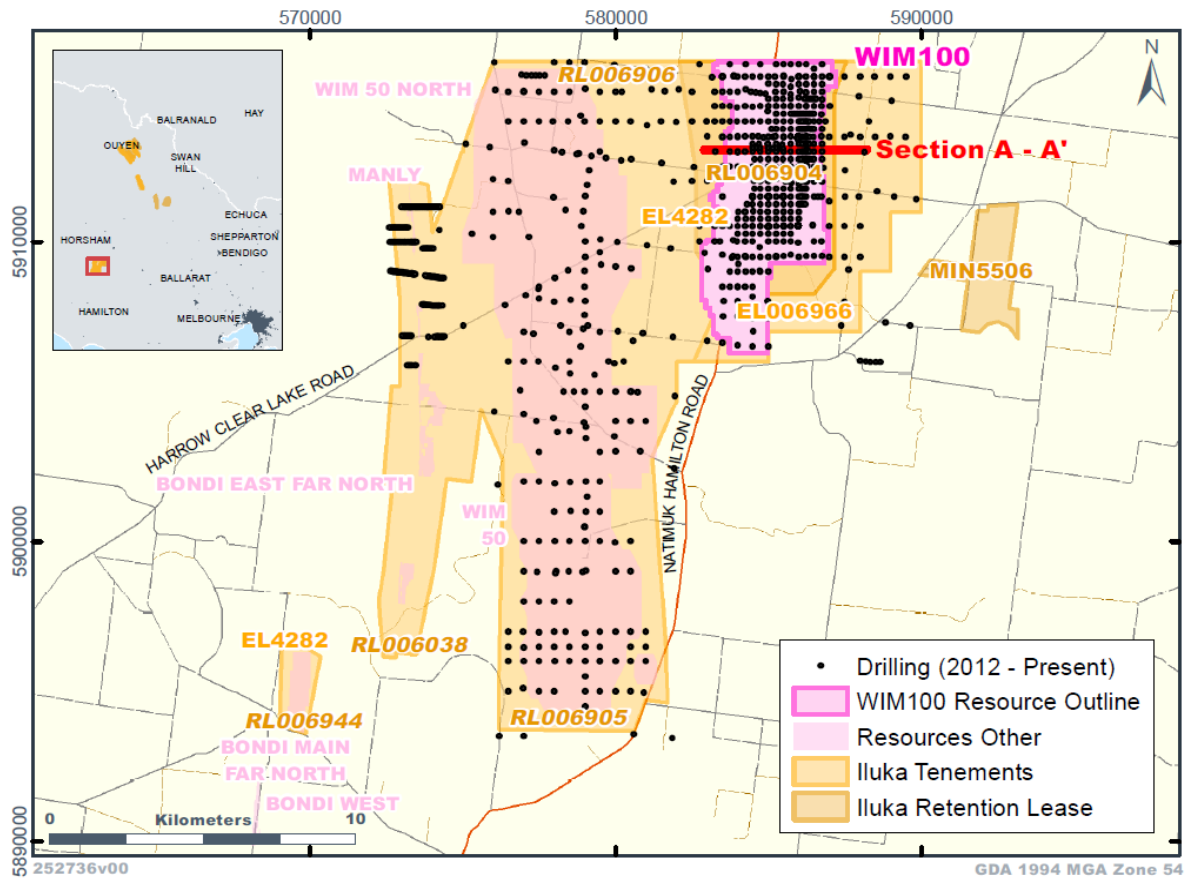 570000
580000
590000
WIM100
N
RL006906
WIM 50 NORTH
HAY
BALRANALD
OUYEN
SWAN
HILL
Section A - A'
MANLY
RL006904
EL4282
ECHUCA
SHEPPARTON
HORSHAM
BENDIGO
BALLARAT
HAMILTON
MELBOURNE
5910000
MIN5506
EL006966
HARROW CLEAR LAKE ROAD
NATIMUK HAMILTON ROAD
BONDI EAST FAR NORTH
WIM
50
5900000
EL4282
RL006038
RL006944
RL006905
BONDI MAIN
FAR NORTH
BONDI WEST
0 Kilometers 10
5890000
Drilling (2012 - Present)
WIM100 Resource Outline
Resources Other
Iluka Tenements
Iluka Retention Lease
252736v00
GDA 1994 MGA Zone 54